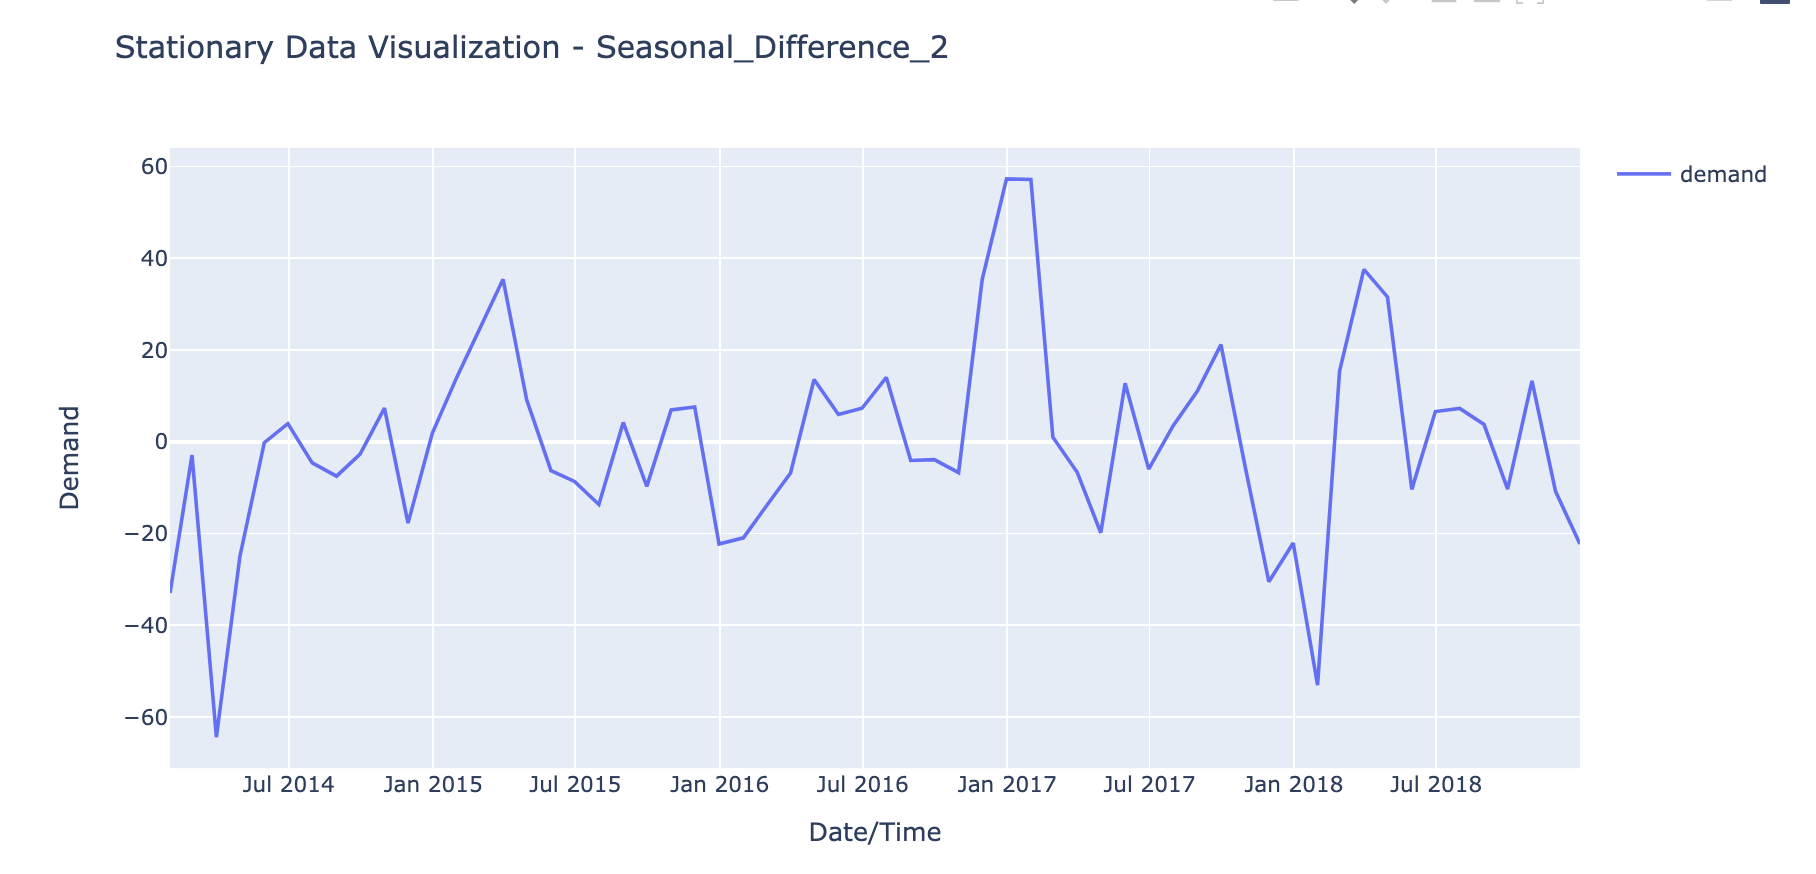 Stationary Data Visualization - Seasonal_Difference_2
demand
60
40
20
0
−20
−40
−60
Demand
Jul 2014
Jan 2015
Jul 2015
Jan 2016
Jul 2016
Jan 2017
Jul 2017
Jan 2018
Jul 2018
Date/Time